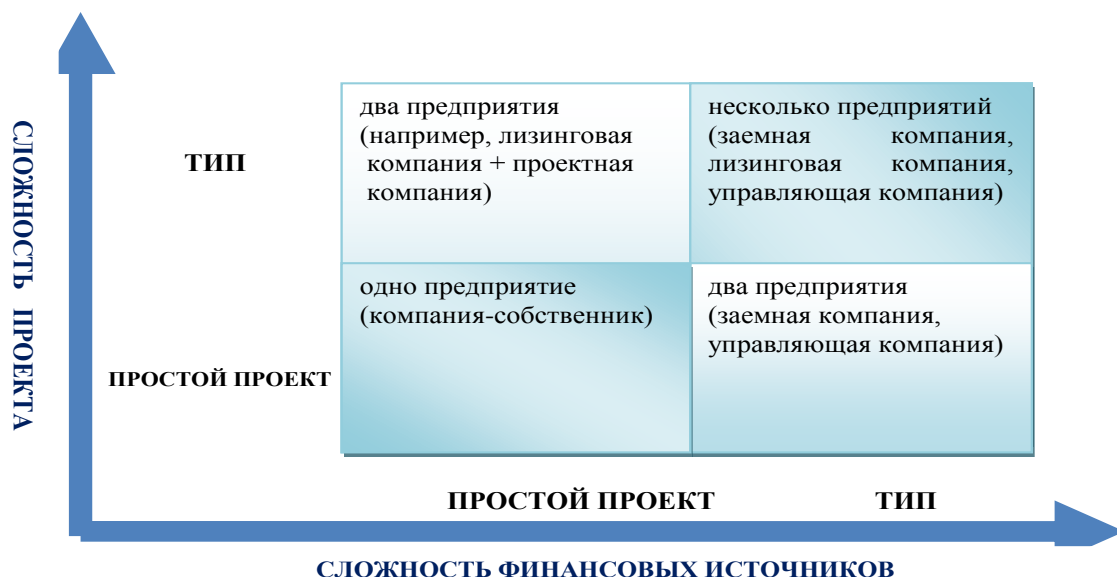 СЛОЖНОСТЬ ПРОЕКТА
ТИП
два предприятия
(например, лизинговая
компания + проектная
компания)
несколько предприятий
(заемная компания,
лизинговая компания,
управляющая компания)
ПРОСТОЙ ПРОЕКТ
одно предприятие
(компания-собственник)
два предприятия
(заемная компания,
управляющая компания)
ПРОСТОЙ ПРОЕКТ
ТИП
СЛОЖНОСТЬ ФИНАНСОВЫХ ИСТОЧНИКОВ